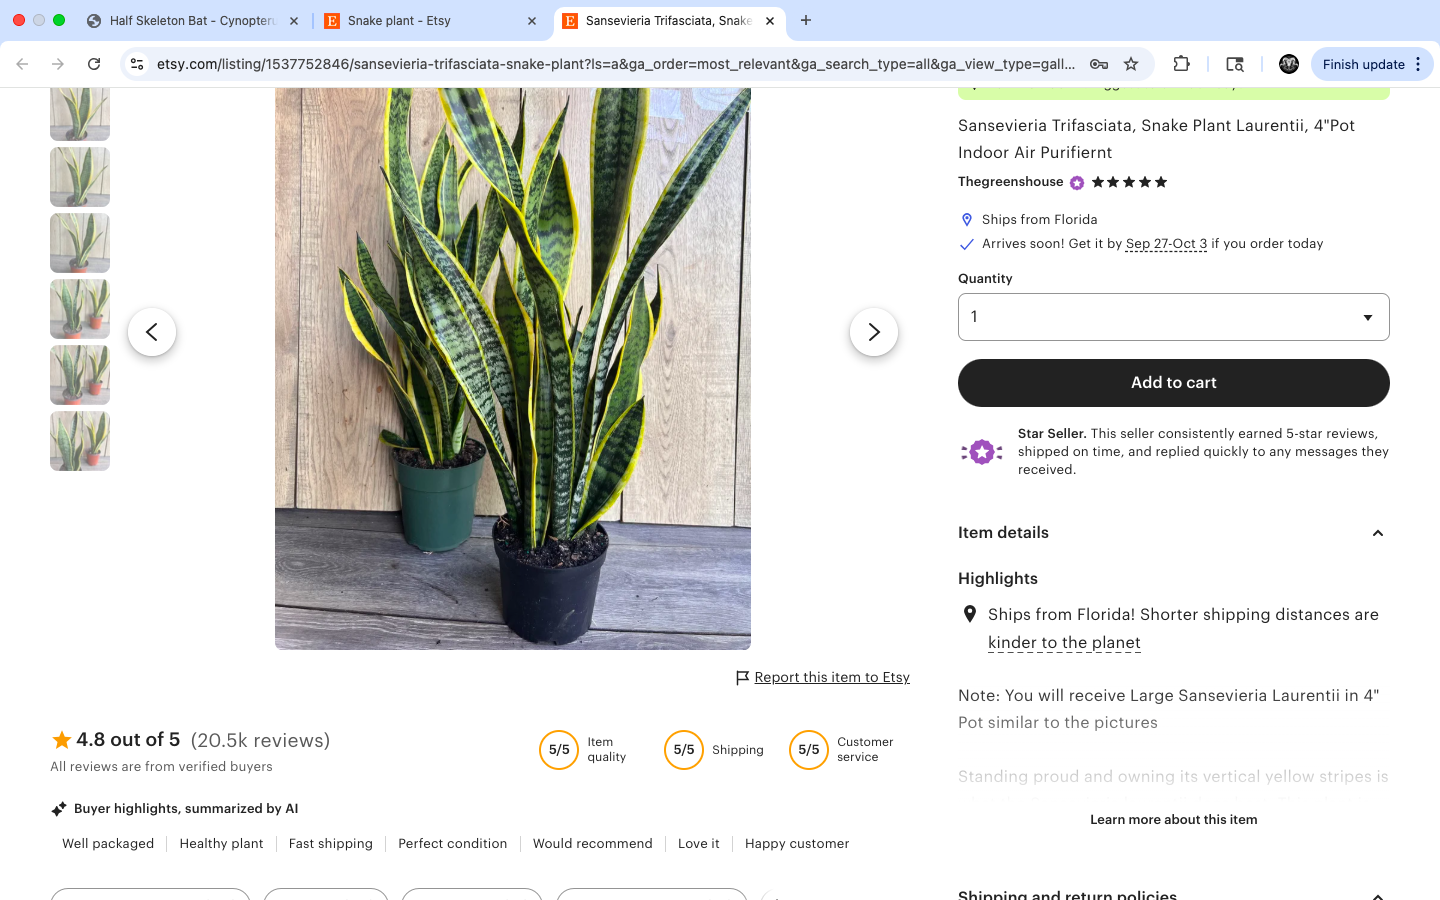 Half Skeleton Bat - Cynopteru
Snake plant - Etsy
Sansevieria Trifasciata, Snake
etsy.com/listing/1537752846/sansevieria-trifasciata-snake-plant?ls=a&ga_order=most_relevant&ga_search_type=all&ga_view_type=gall...
Finish update
Sansevieria Trifasciata, Snake Plant Laurentii, 4"Pot
Indoor Air Purifiernt
Thegreenshouse
Ships from Florida
Arrives soon! Get it by Sep 27-Oct 3 if you order today
Quantity
1
Add to cart
Star Seller. This seller consistently earned 5-star reviews,
shipped on time, and replied quickly to any messages they
received.
Item details
Highlights
Ships from Florida! Shorter shipping distances are
kinder to the planet
Note: You will receive Large Sansevieria Laurentii in 4"
Pot similar to the pictures
Standing proud and owning its vertical yellow stripes is
Learn more about this item
Shipping and return policies
Report this item to Etsy
4.8 out of 5 (20.5k reviews)
All reviews are from verified buyers
5/5 Item quality
5/5 Shipping
5/5 Customer service
Buyer highlights, summarized by AI
Well packaged
Healthy plant
Fast shipping
Perfect condition
Would recommend
Love it
Happy customer